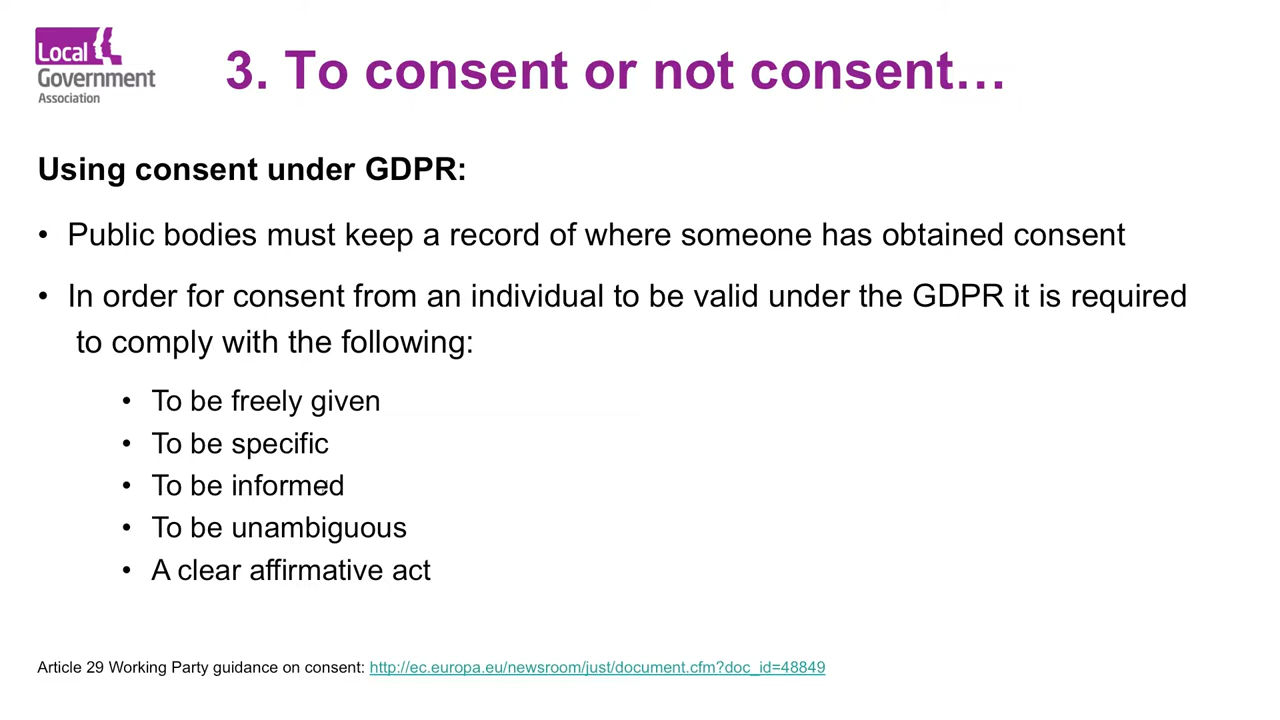 Local
Government
Association
3. To consent or not consent…
Using consent under GDPR:
• Public bodies must keep a record of where someone has obtained consent
• In order for consent from an individual to be valid under the GDPR it is required
to comply with the following:
• To be freely given
• To be specific
• To be informed
• To be unambiguous
• A clear affirmative act
Article 29 Working Party guidance on consent: http://ec.europa.eu/newsroom/just/document.cfm?doc_id=48849